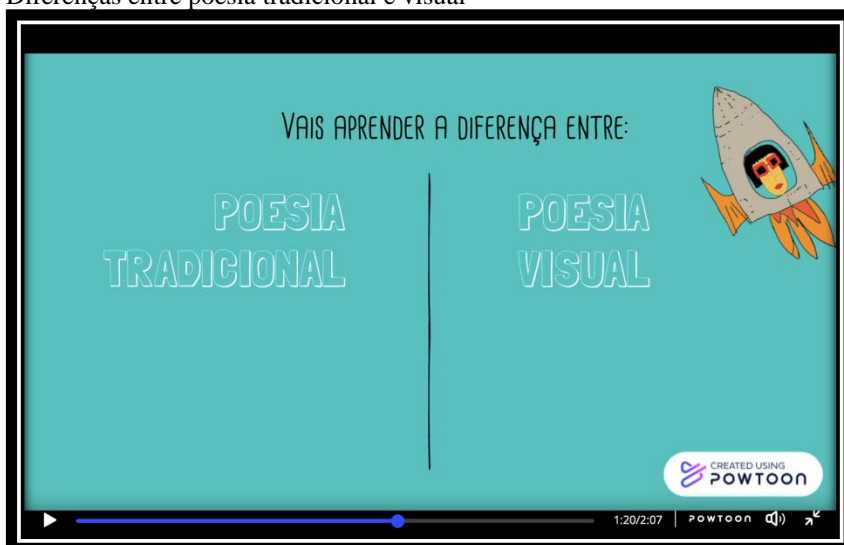 Diferenças entre poesia tradicional e visual
VAIS APRENDER A DIFERENÇA ENTRE:
POESIA
TRADICIONAL
POESIA
VISUAL
CREATED USING
POWTOON
1:20/2:07
POWTOON